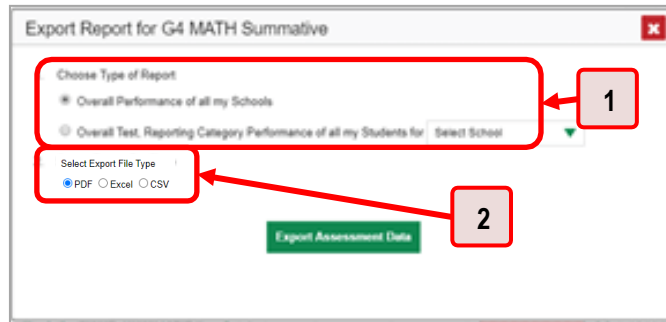 Export Report for G4 MATH Summative
Choose Type of Report
Overall Performance of all my Schools
1
Overall Test, Reporting Category Performance of all my Students for Select School
Select Export File Type
PDF Excel CSV
2
Export Assessment Data